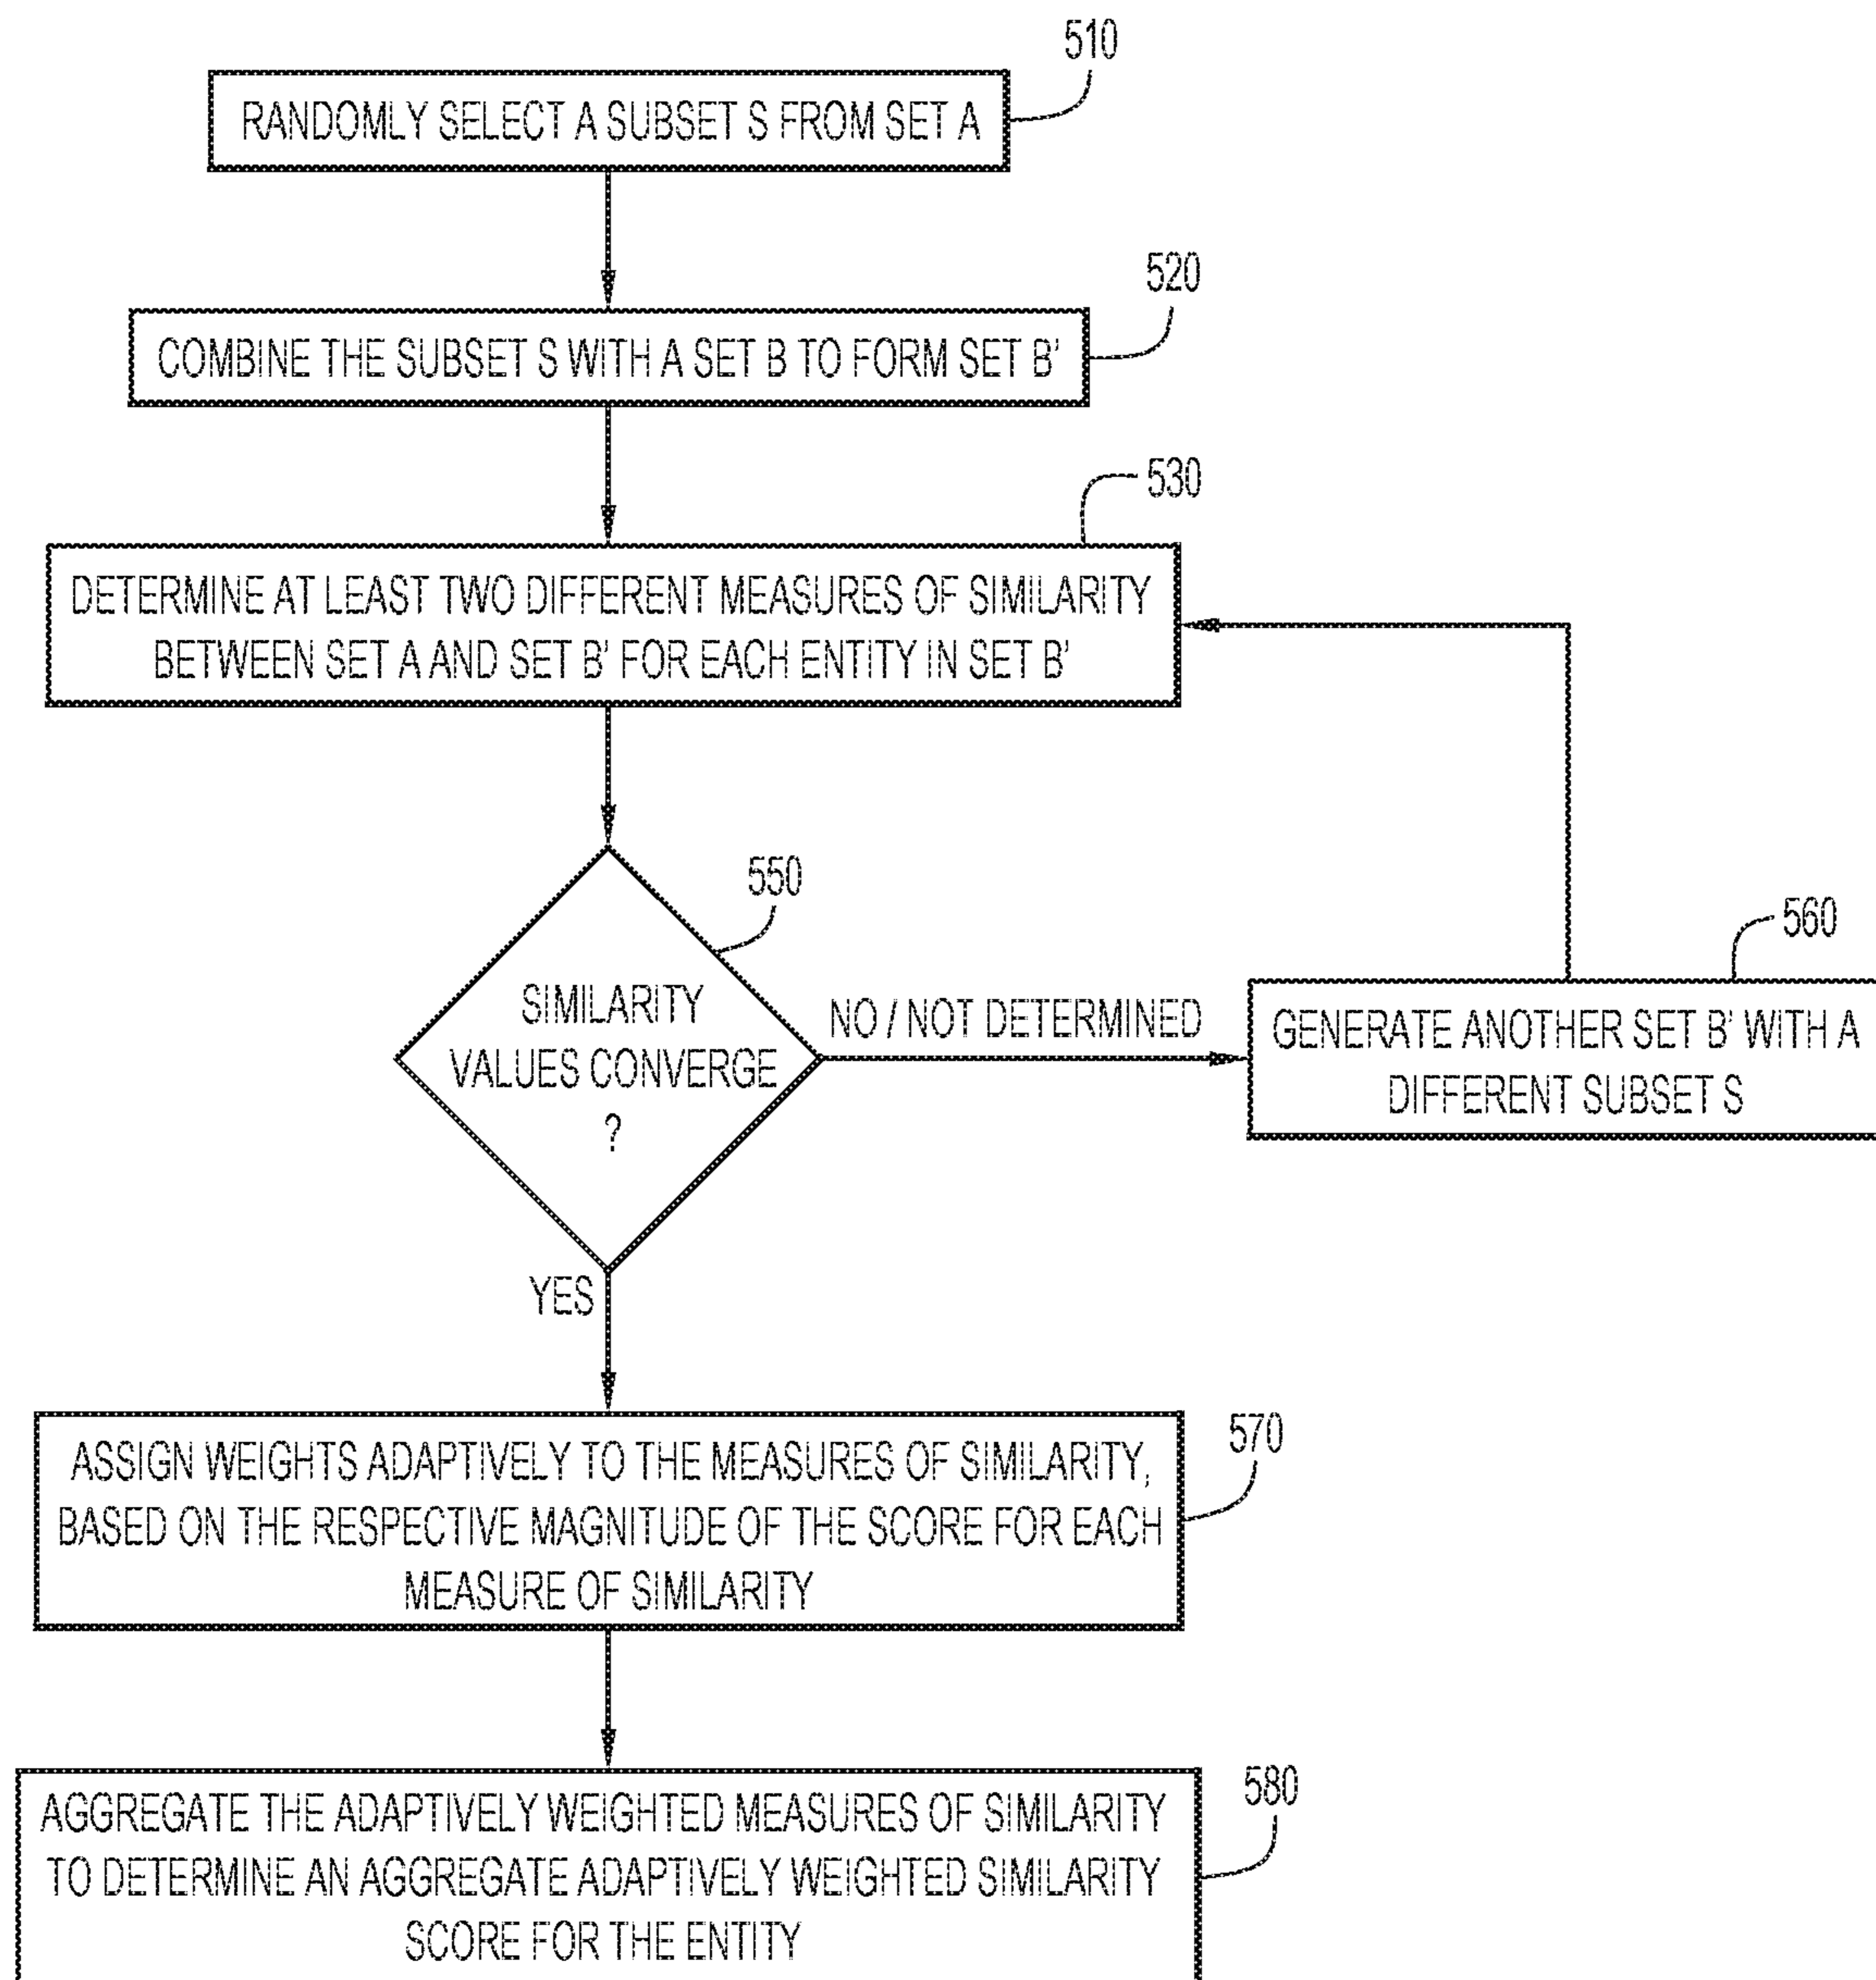 510
RANDOMLY SELECT A SUBSET S FROM SET A
520
COMBINE THE SUBSET S WITH A SET B TO FORM SET B'
530
DETERMINE AT LEAST TWO DIFFERENT MEASURES OF SIMILARITY
BETWEEN SET A AND SET B' FOR EACH ENTITY IN SET B'
550
SIMILARITY
VALUES CONVERGE
?
NO / NOT DETERMINED
560
GENERATE ANOTHER SET B' WITH A
DIFFERENT SUBSET S
YES
570
ASSIGN WEIGHTS ADAPTIVELY TO THE MEASURES OF SIMILARITY,
BASED ON THE RESPECTIVE MAGNITUDE OF THE SCORE FOR EACH
MEASURE OF SIMILARITY
580
AGGREGATE THE ADAPTIVELY WEIGHTED MEASURES OF SIMILARITY
TO DETERMINE AN AGGREGATE ADAPTIVELY WEIGHTED SIMILARITY
SCORE FOR THE ENTITY